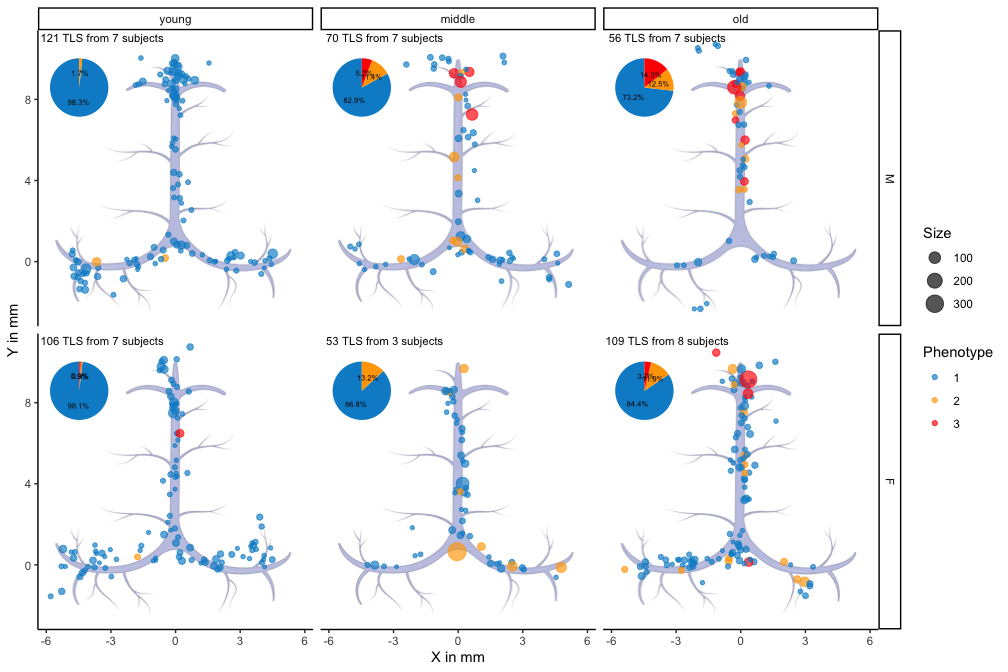 young
middle
old
121 TLS from 7 subjects
70 TLS from 7 subjects
56 TLS from 7 subjects
1.7%
98.3%
82.9%
14.3%
12.5%
73.2%
8
4
0
M
106 TLS from 7 subjects
53 TLS from 3 subjects
109 TLS from 8 subjects
0.9%
98.1%
13.2%
86.8%
84.4%
8
4
0
F
-6
-3
0
3
6
-6
-3
0
3
6
-6
-3
0
3
6
X in mm
Y in mm
Size
100
200
300
Phenotype
1
2
3